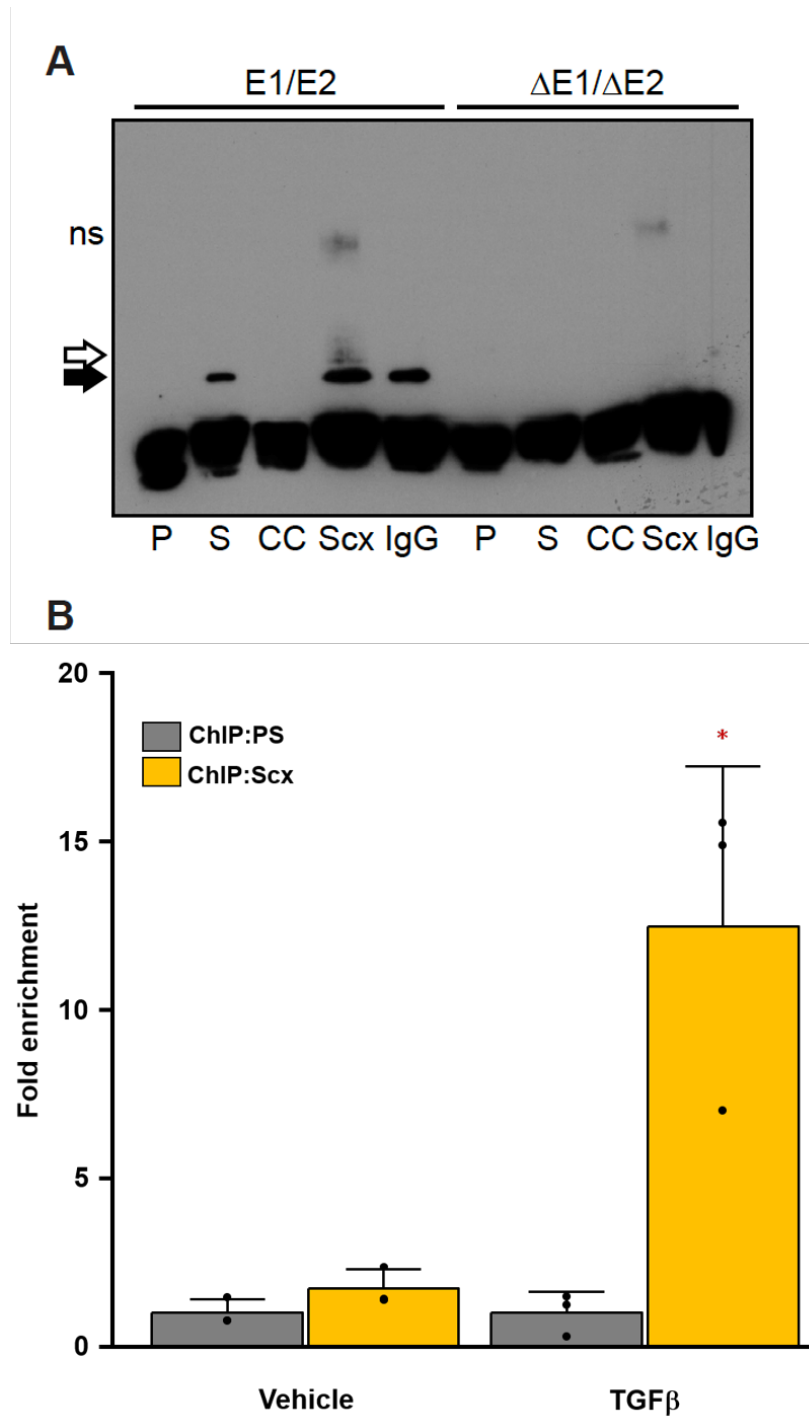 A
E1/E2 ΔE1/ΔE2
ns
P S CC Scx IgG P S CC Scx IgG
B
20
15
10
5
0
Fold enrichment
ChIP:PS
ChIP:Scx
*
Vehicle TGFβ